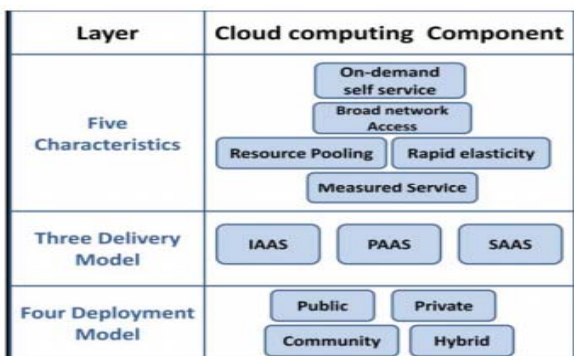 Layer
Cloud computing Component
Five
Characteristics
On-demand
self service
Broad network
Access
Resource Pooling
Rapid elasticity
Measured Service
Three Delivery
Model
IAAS
PAAS
SAAS
Four Deployment
Model
Public
Private
Community
Hybrid